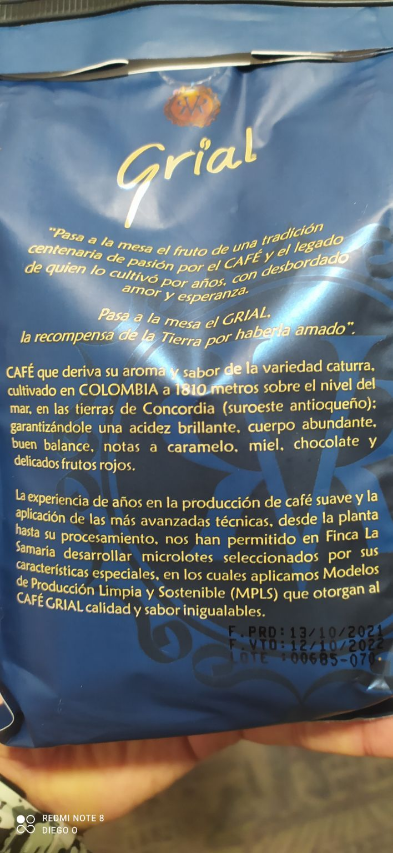 Grial
"Pasa a la mesa el fruto de una tradición
centenaria de pasión por el CAFÉ y el legado
de quien lo cultivó por años, con desbordado
amor y esperanza.
Pasa a la mesa el GRIAL,
la recompensa de la Tierra por haberla amado".
CAFÉ que deriva su aroma y sabor de la variedad caturra,
cultivado en COLOMBIA a 1810 metros sobre el nivel del
mar, en las tierras de Concordia (suroeste antioqueño);
garantizándole una acidez brillante, cuerpo abundante,
buen balance, notas a caramelo, miel, chocolate y
delicados frutos rojos.
La experiencia de años en la producción de café suave y la
aplicación de las más avanzadas técnicas, desde la planta
hasta su procesamiento, nos han permitido en Finca La
Samaria desarrollar microlotes seleccionados por sus
características especiales, en los cuales aplicamos Modelos
de Producción Limpia y Sostenible (MPLS) que otorgan al
CAFÉ GRIAL calidad y sabor inigualables.
F.PRD:13/10/2021
F.VTO:12/10/2022
LOTE :00685-070
REDMI NOTE 8
DIEGO O